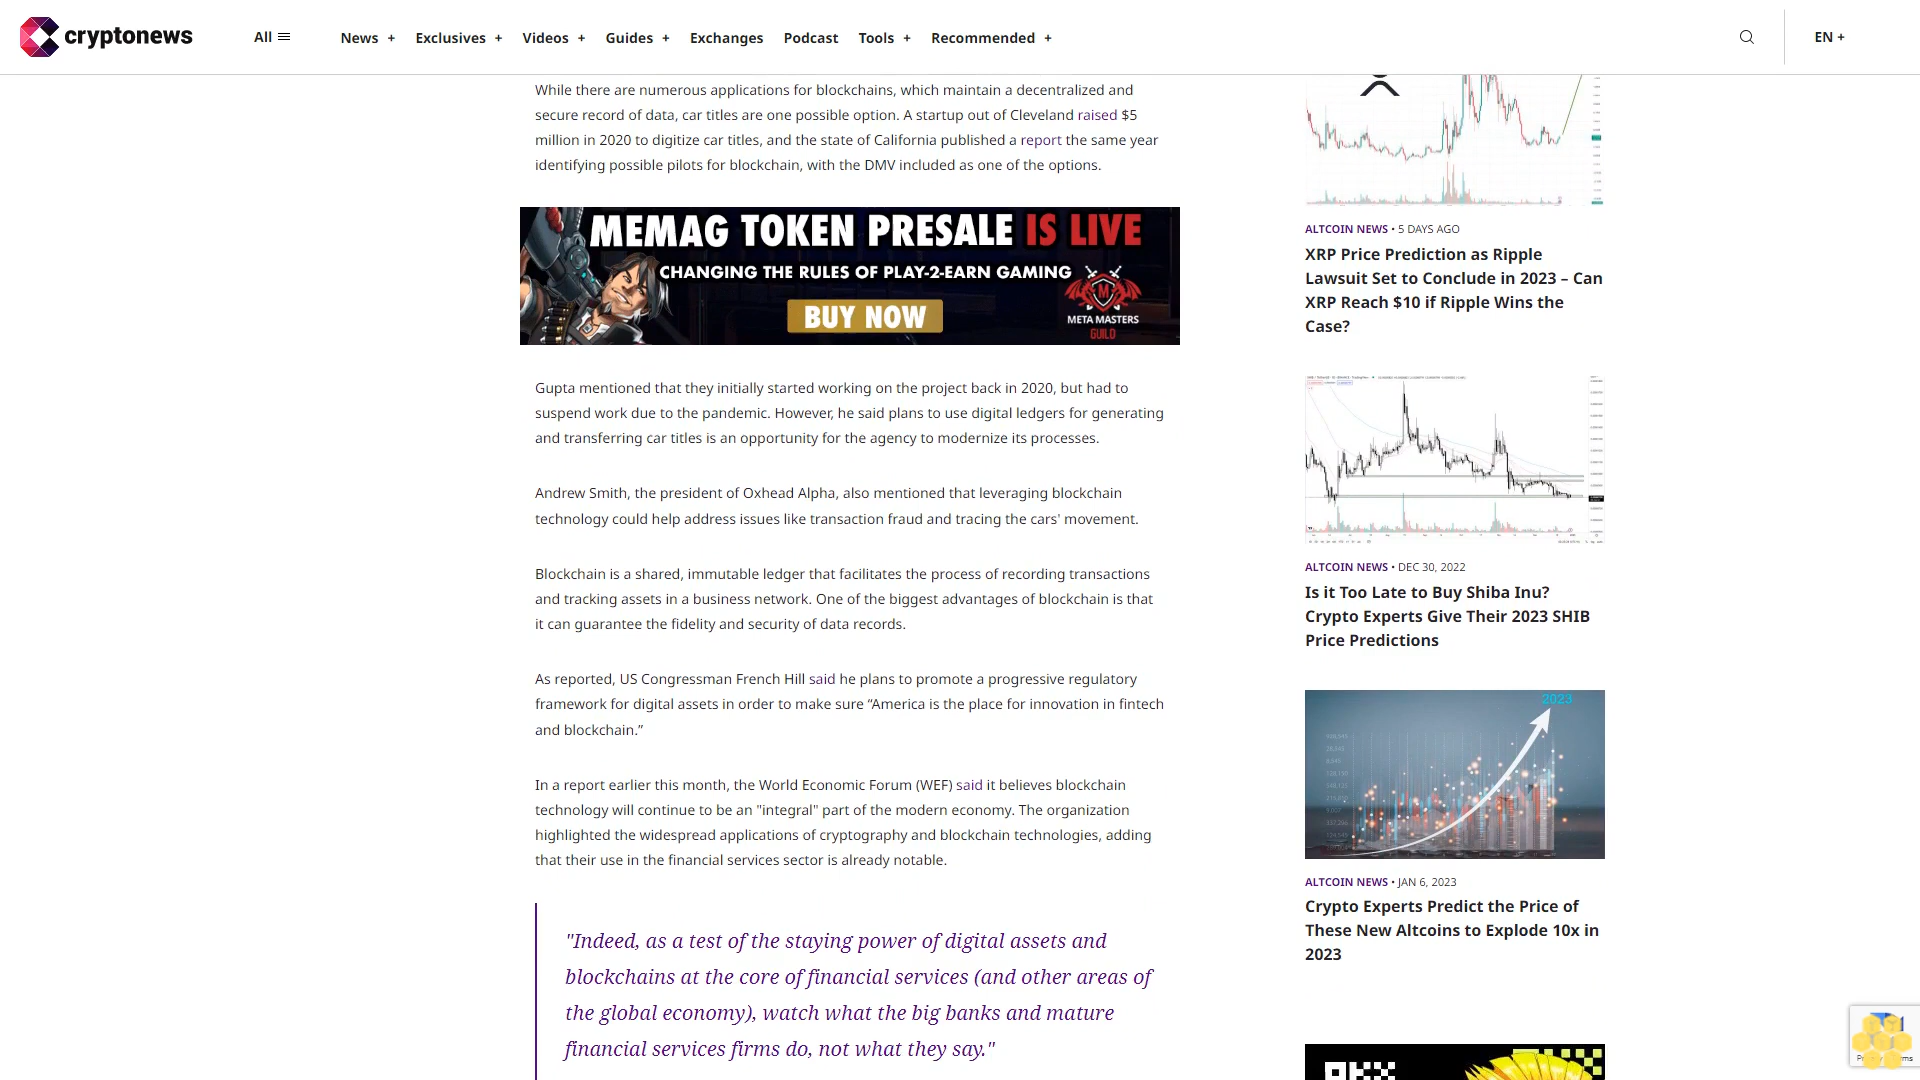 cryptonews
All
News +
Exclusives +
Videos +
Guides +
Exchanges
Podcast
Tools +
Recommended +
EN +
While there are numerous applications for blockchains, which maintain a decentralized and
secure record of data, car titles are one possible option. A startup out of Cleveland raised $5
million in 2020 to digitize car titles, and the state of California published a report the same year
identifying possible pilots for blockchain, with the DMV included as one of the options.
MEMAG TOKEN PRESALE IS LIVE
CHANGING THE RULES OF PLAY-2-EARN GAMING
BUY NOW
META MASTERS
GUILD
Gupta mentioned that they initially started working on the project back in 2020, but had to
suspend work due to the pandemic. However, he said plans to use digital ledgers for generating
and transferring car titles is an opportunity for the agency to modernize its processes.
Andrew Smith, the president of Oxhead Alpha, also mentioned that leveraging blockchain
technology could help address issues like transaction fraud and tracing the cars' movement.
Blockchain is a shared, immutable ledger that facilitates the process of recording transactions
and tracking assets in a business network. One of the biggest advantages of blockchain is that
it can guarantee the fidelity and security of data records.
As reported, US Congressman French Hill said he plans to promote a progressive regulatory
framework for digital assets in order to make sure “America is the place for innovation in fintech
and blockchain.”
In a report earlier this month, the World Economic Forum (WEF) said it believes blockchain
technology will continue to be an "integral" part of the modern economy. The organization
highlighted the widespread applications of cryptography and blockchain technologies, adding
that their use in the financial services sector is already notable.
"Indeed, as a test of the staying power of digital assets and
blockchains at the core of financial services (and other areas of
the global economy), watch what the big banks and mature
financial services firms do, not what they say."
ALTCOIN NEWS • 5 DAYS AGO
XRP Price Prediction as Ripple
Lawsuit Set to Conclude in 2023 – Can
XRP Reach $10 if Ripple Wins the
Case?
ALTCOIN NEWS • DEC 30, 2022
Is it Too Late to Buy Shiba Inu?
Crypto Experts Give Their 2023 SHIB
Price Predictions
2023
ALTCOIN NEWS • JAN 6, 2023
Crypto Experts Predict the Price of
These New Altcoins to Explode 10x in
2023